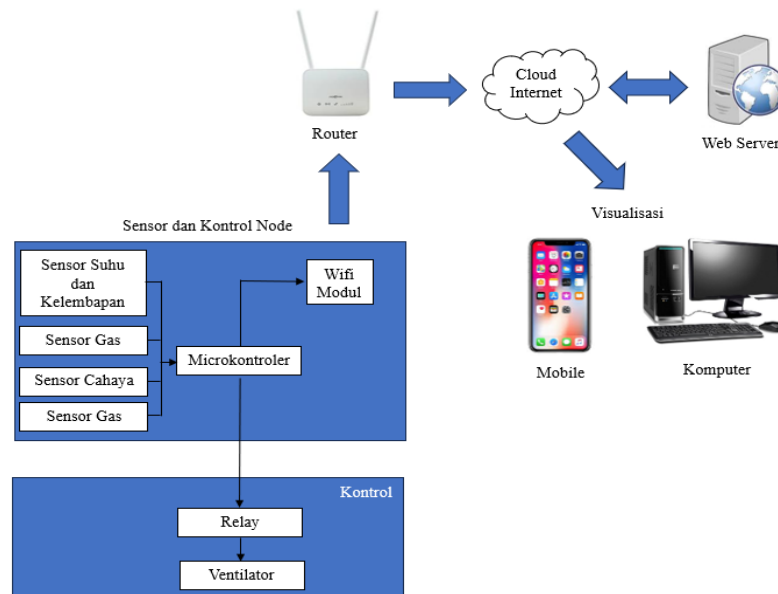 Cloud
Internet
Router
Web Server
Sensor dan Kontrol Node
Visualisasi
Sensor Suhu
dan
Kelembapan
Wifi
Modul
Sensor Gas
Microkontroler
Sensor Cahaya
Sensor Gas
Mobile
Komputer
Kontrol
Relay
Ventilator